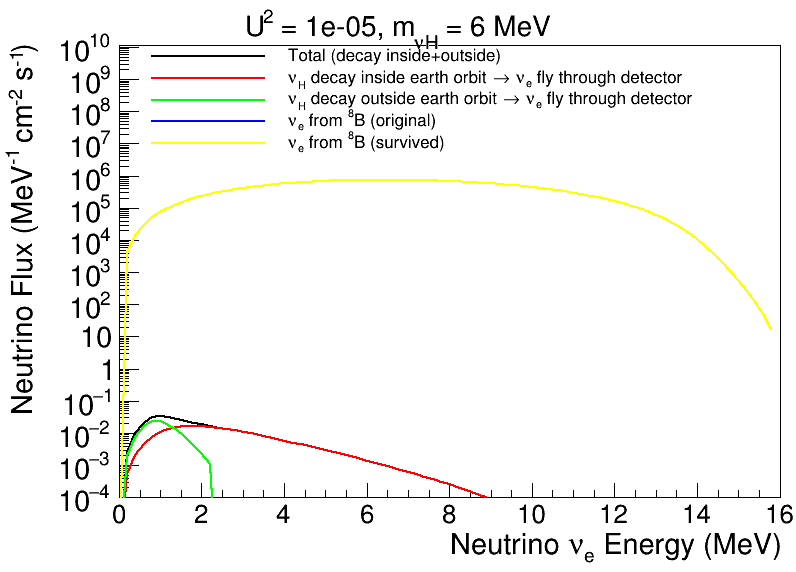 U² = 1e-05, m_νH = 6 MeV
Total (decay inside+outside)
ν_H decay inside earth orbit → ν_e fly through detector
ν_H decay outside earth orbit → ν_e fly through detector
ν_e from ⁸B (original)
ν_e from ⁸B (survived)
Neutrino Flux (MeV⁻¹ cm⁻² s⁻¹)
10¹⁰
10⁹
10⁸
10⁷
10⁶
10⁵
10⁴
10³
10²
10
1
10⁻¹
10⁻²
10⁻³
10⁻⁴
0 2 4 6 8 10 12 14 16
Neutrino ν_e Energy (MeV)